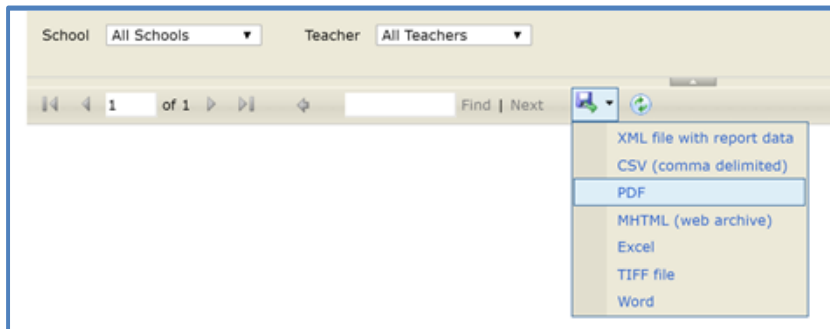 School All Schools Teacher All Teachers
1 of 1 Find | Next
XML file with report data
CSV (comma delimited)
PDF
MHTML (web archive)
Excel
TIFF file
Word